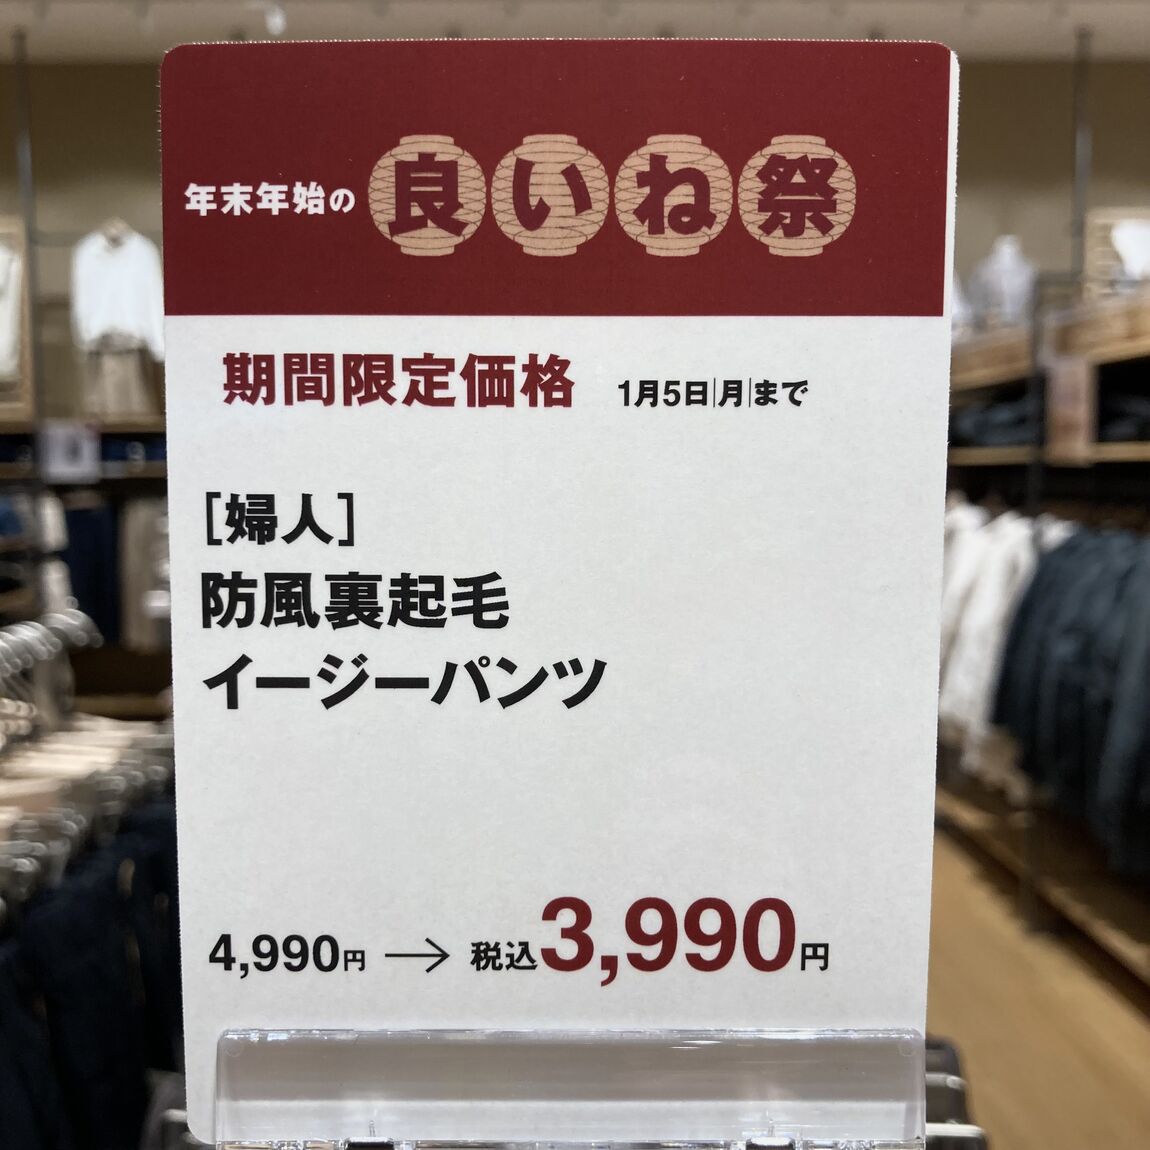 年末年始の良いね祭
期間限定価格 1月5日|月|まで
[婦人]
防風裏起毛
イージーパンツ
4,990円 → 税込3,990円